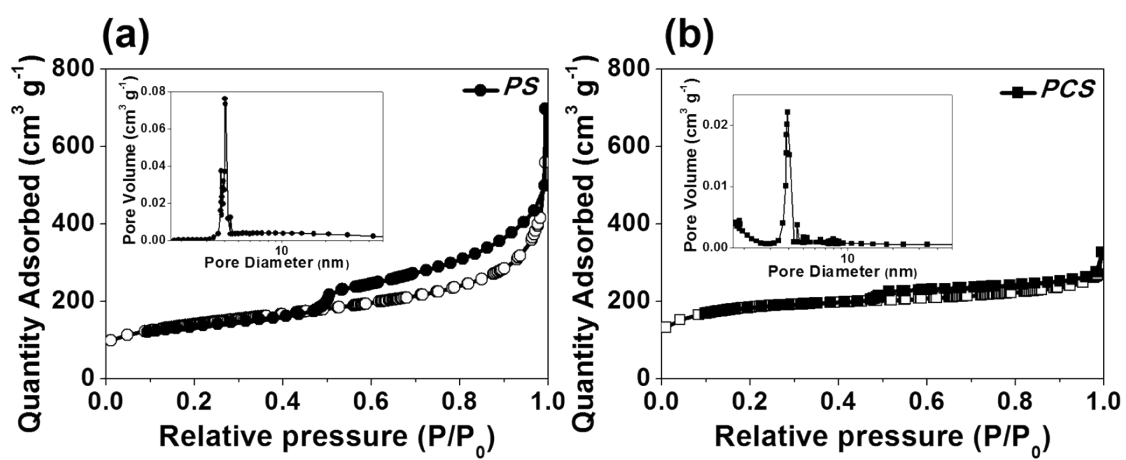 (a)
Quantity Adsorbed (cm³ g⁻¹)
800
600
400
200
0
0.0 0.2 0.4 0.6 0.8 1.0
Relative pressure (P/P₀)
PS
Pore Volume (cm³ g⁻¹)
0.08
0.06
0.04
0.02
0.00
10
Pore Diameter (nm)
(b)
Quantity Adsorbed (cm³ g⁻¹)
800
600
400
200
0
0.0 0.2 0.4 0.6 0.8 1.0
Relative pressure (P/P₀)
PCS
Pore Volume (cm³ g⁻¹)
0.02
0.01
0.00
10
Pore Diameter (nm)